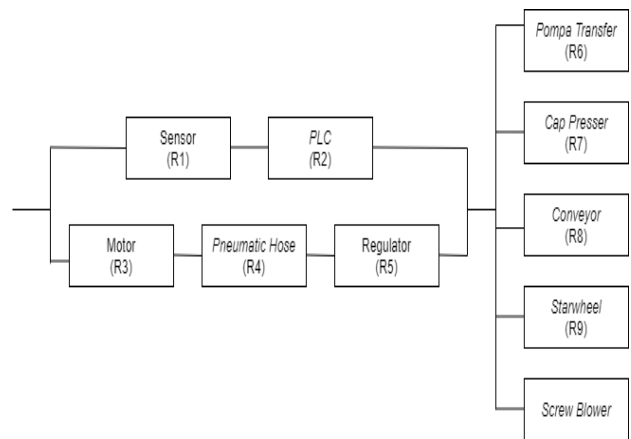 Pompa Transfer
(R6)
Sensor
(R1)
PLC
(R2)
Cap Presser
(R7)
Motor
(R3)
Pneumatic Hose
(R4)
Regulator
(R5)
Conveyor
(R8)
Starwheel
(R9)
Screw Blower